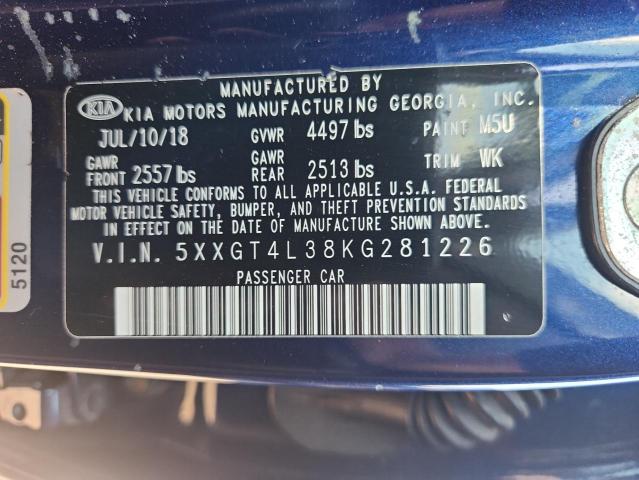 MANUFACTURED BY
KIA KIA MOTORS MANUFACTURING GEORGIA, INC.
JUL/10/18 GVWR 4497 lbs PAINT M5U
GAWR FRONT 2557 lbs GAWR REAR 2513 lbs TRIM WK
THIS VEHICLE CONFORMS TO ALL APPLICABLE U.S.A. FEDERAL
MOTOR VEHICLE SAFETY, BUMPER, AND THEFT PREVENTION STANDARDS
IN EFFECT ON THE DATE OF MANUFACTURE SHOWN ABOVE.
V.I.N. 5XXGT4L38KG281226
PASSENGER CAR
5120